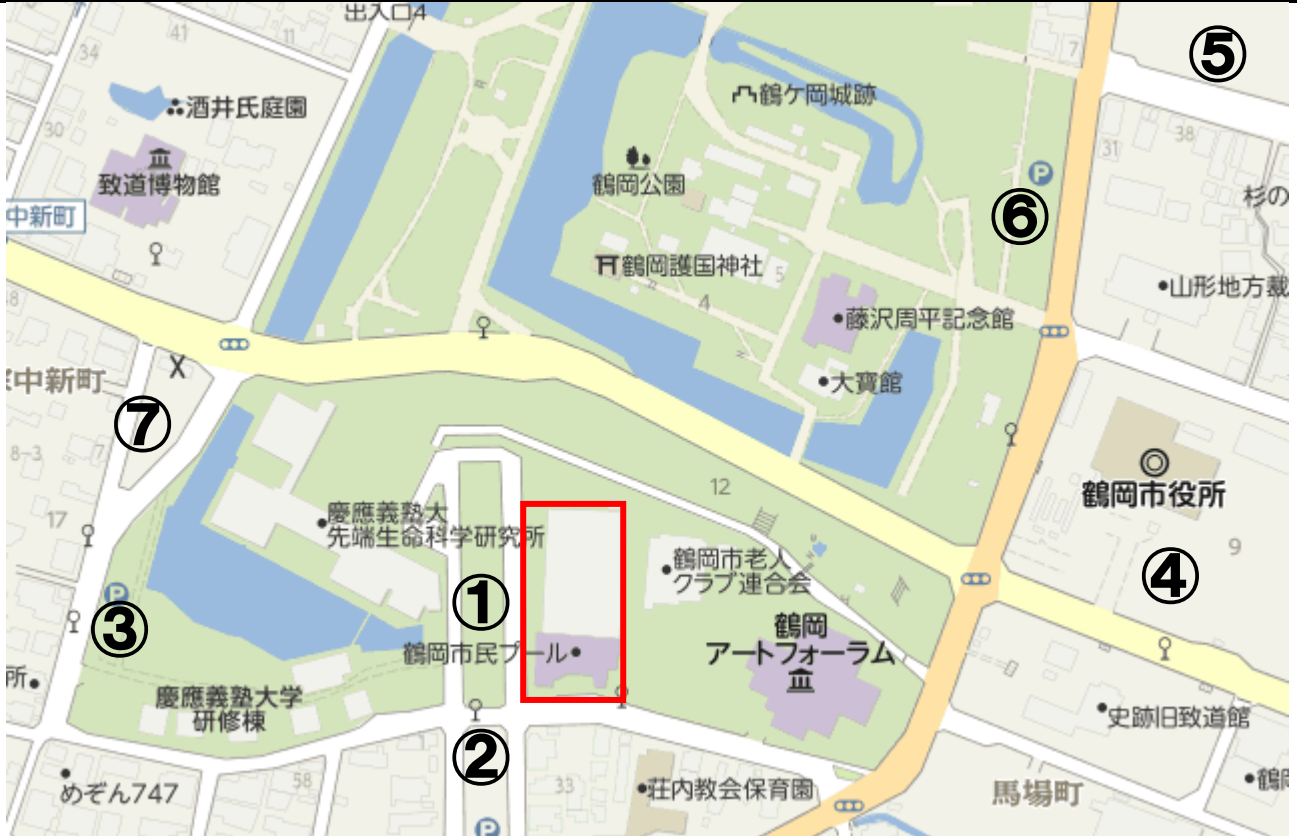 出入口4
41
11
34
⑤
7
酒井氏庭園
鶴ケ岡城跡
30
38
31
致道博物館
鶴岡公園
P
⑥
杉の
中新町
鶴岡護国神社
5
4
山形地方裁
藤沢周平記念館
X
中新町
大寶館
⑦
8-3
7
12
鶴岡市役所
17
慶應義塾大
先端生命科学研究所
鶴岡市老人
クラブ連合会
9
④
P
①
③
鶴岡
アートフォーラム
鶴岡市民プール
所
慶應義塾大学
研修棟
史跡旧致道館
②
めぞん747
58
33
荘内教会保育園
馬場町
鶴岡
P